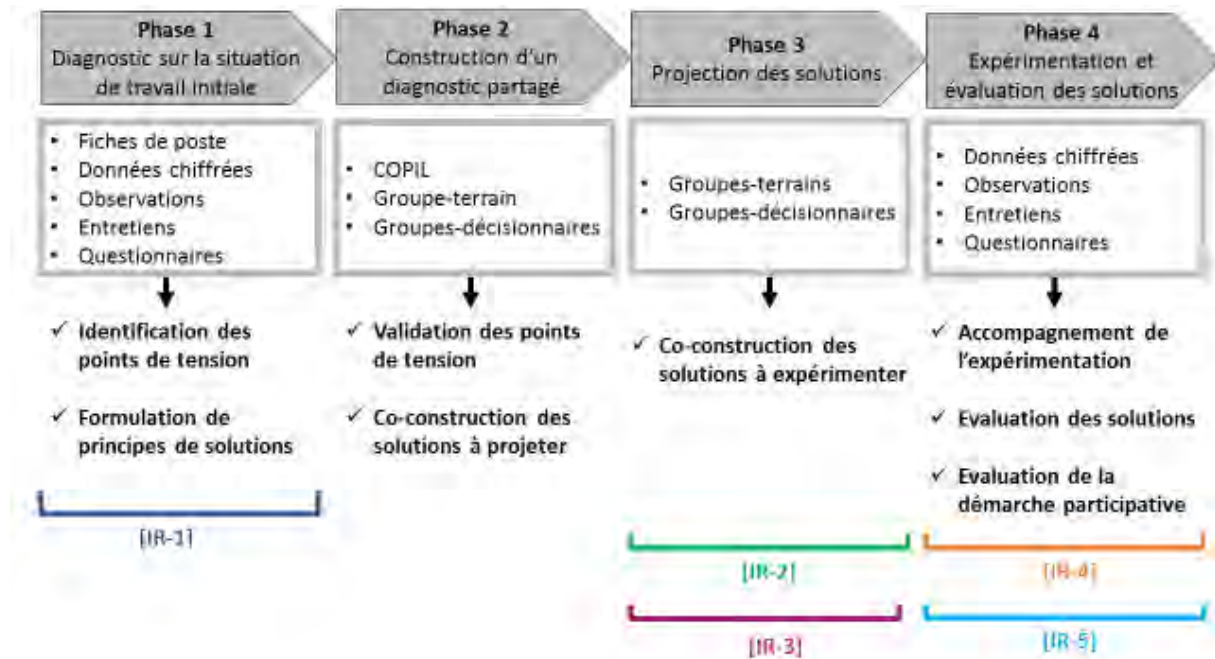 Phase 1
Diagnostic sur la situation
de travail initiale
Phase 2
Construction d'un
diagnostic partagé
Phase 3
Projection des solutions
Phase 4
Expérimentation et
évaluation des solutions
• Fiches de poste
• Données chiffrées
• Observations
• Entretiens
• Questionnaires
• COPIL
• Groupe-terrain
• Groupes-décisionnaires
• Groupes-terrains
• Groupes-décisionnaires
• Données chiffrées
• Observations
• Entretiens
• Questionnaires
✓ Identification des
points de tension
✓ Formulation de
principes de solutions
✓ Validation des points
de tension
✓ Co-construction des
solutions à projeter
✓ Co-construction des
solutions à expérimenter
✓ Accompagnement de
l'expérimentation
✓ Evaluation des solutions
✓ Evaluation de la
démarche participative
[IR-1]
[IR-2]
[IR-3]
[IR-4]
[IR-5]